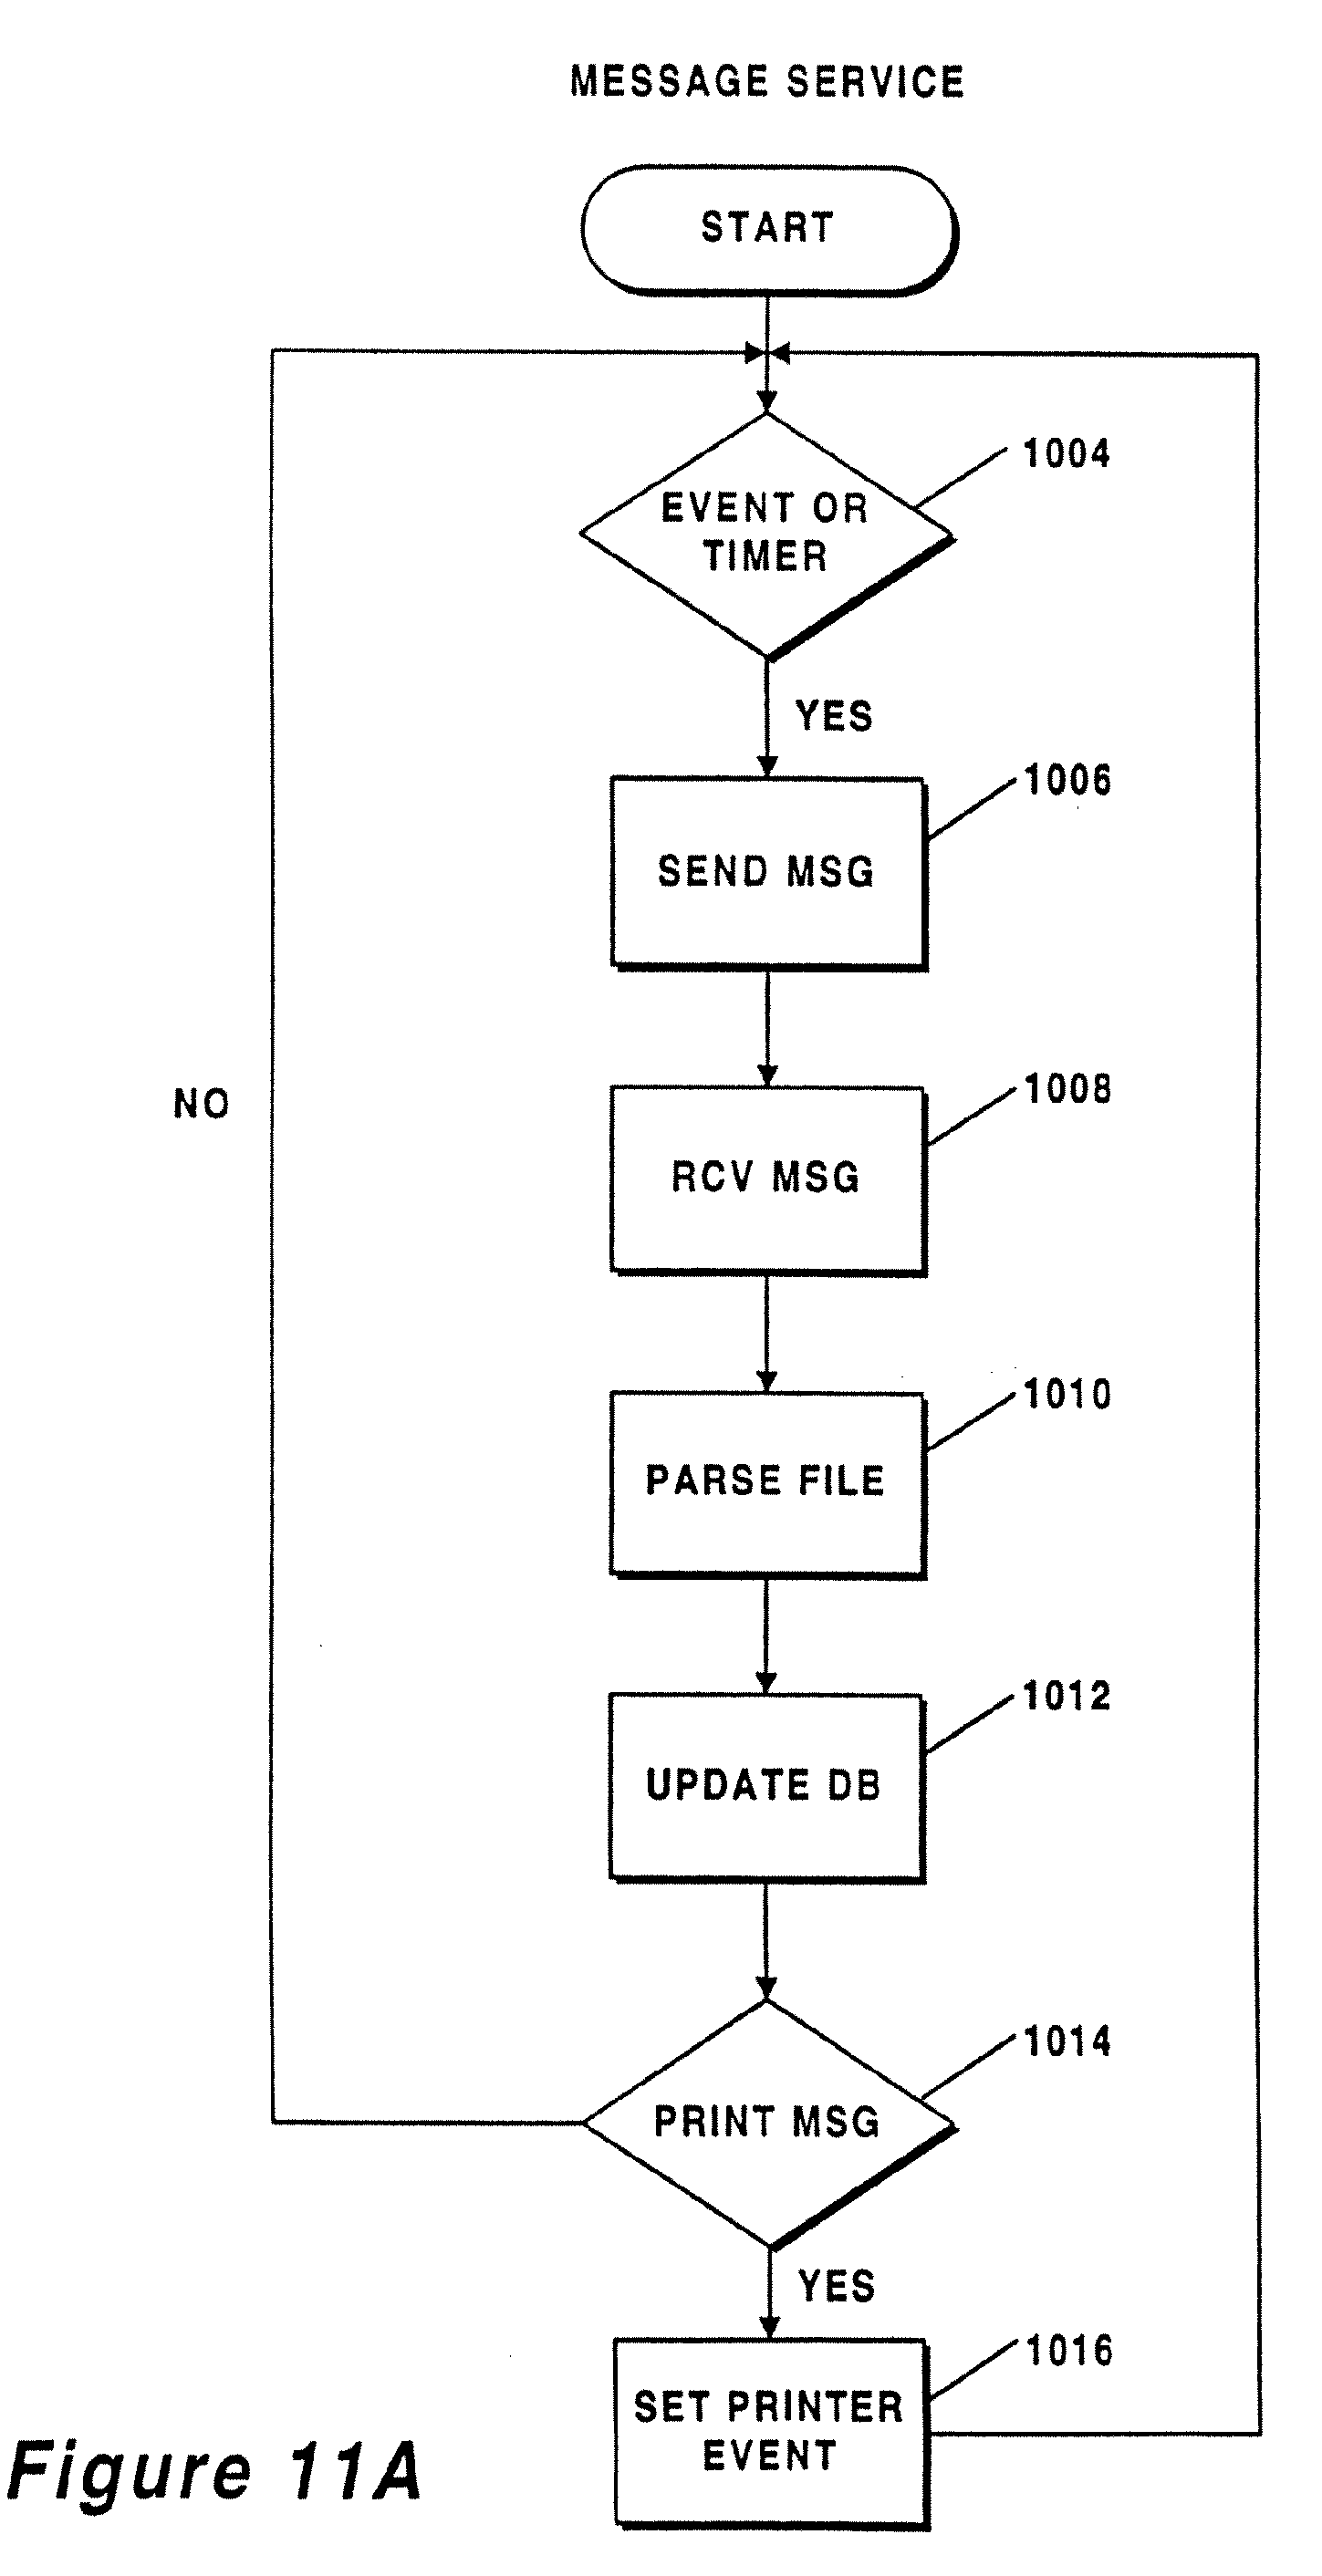 MESSAGE SERVICE
START
1004
EVENT OR
TIMER
YES
1006
SEND MSG
1008
NO
RCV MSG
1010
PARSE FILE
1012
UPDATE DB
1014
PRINT MSG
YES
1016
SET PRINTER
EVENT
Figure 11A